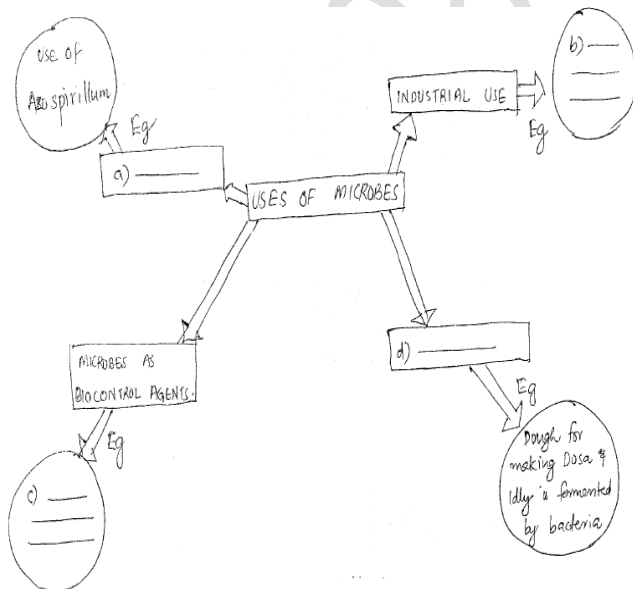 Use of
Azospirillum
Eg
a)
USES OF MICROBES
INDUSTRIAL USE
Eg
b)
MICROBES AS
BIOCONTROL AGENTS.
Eg
c)
d)
Eg
Dough for
making Dosa &
Idly is fermented
by bacteria